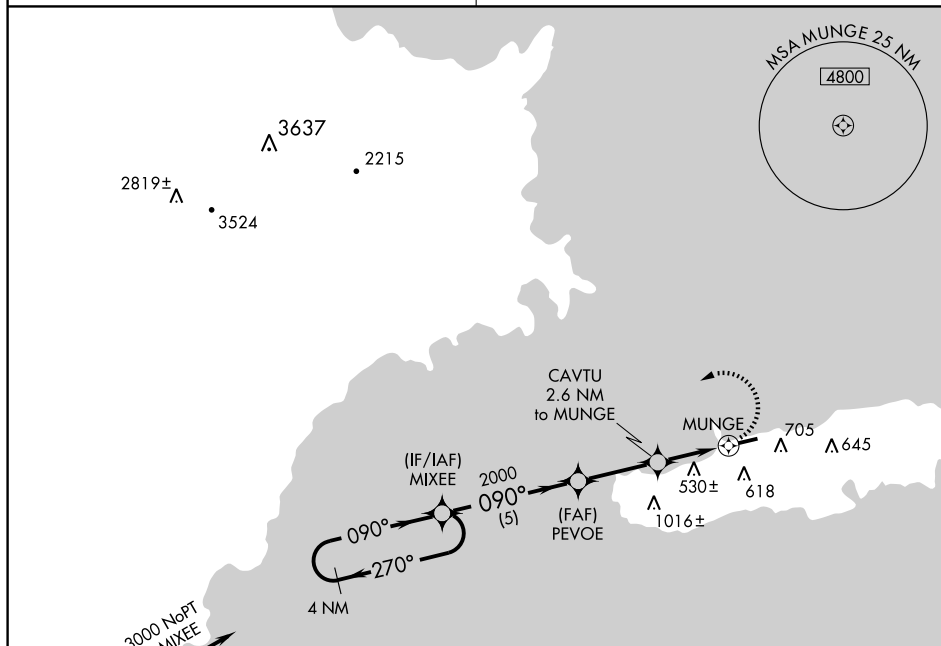 MSA MUNGE 25 NM
4800
3637
2215
2819±
3524
CAVTU
2.6 NM
to MUNGE
MUNGE
705
645
(IF/IAF)
MIXEE
2000
090°
(5)
530±
618
(FAF)
PEVOE
1016±
090°
270°
4 NM
3000 NoPT
MIXEE